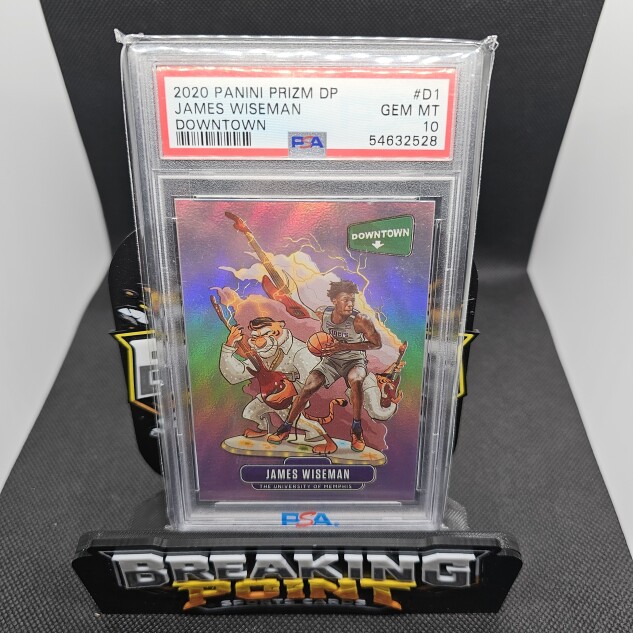 2020 PANINI PRIZM DP #D1
JAMES WISEMAN GEM MT
DOWNTOWN 10
PSA 54632528
DOWNTOWN
JAMES WISEMAN
THE UNIVERSITY OF MEMPHIS
PSA
BREAKING
POINT
SPORTS CARDS